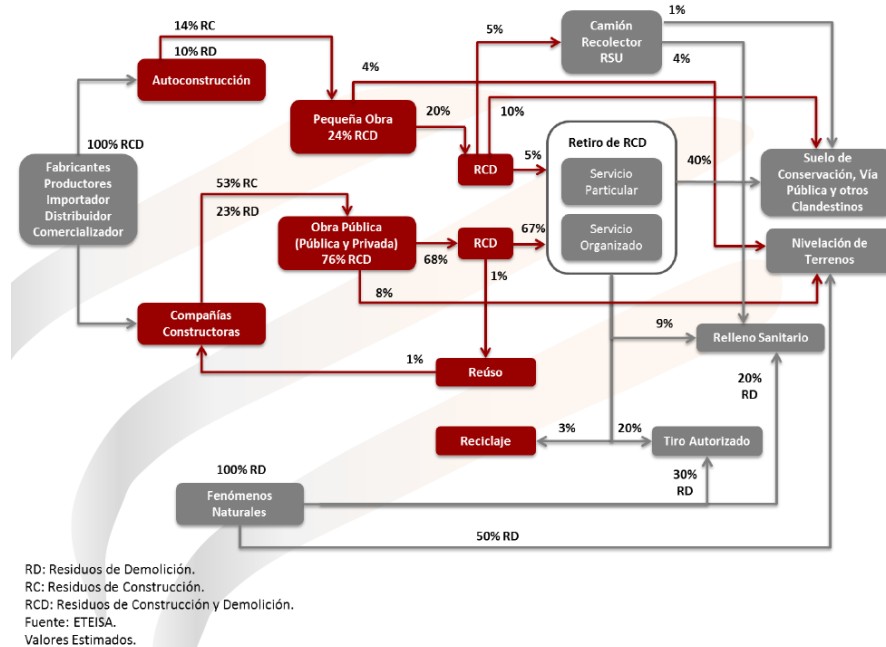 14% RC
10% RD
Autoconstrucción
5%
Camión
Recolector
RSU
1%
4%
4%
Pequeña Obra
24% RCD
20%
10%
RCD
5%
Retiro de RCD
Servicio
Particular
Servicio
Organizado
40%
Suelo de
Conservación, Vía
Pública y otros
Clandestinos
100% RCD
Fabricantes
Productores
Importador
Distribuidor
Comercializador
53% RC
23% RD
Obra Pública
(Pública y Privada)
76% RCD
68%
RCD
67%
1%
8%
Nivelación de
Terrenos
Compañías
Constructoras
1%
Reúso
9%
Relleno Sanitario
20%
RD
Reciclaje
3%
20%
Tiro Autorizado
30%
RD
100% RD
Fenómenos
Naturales
50% RD
RD: Residuos de Demolición.
RC: Residuos de Construcción.
RCD: Residuos de Construcción y Demolición.
Fuente: ETEISA.
Valores Estimados.